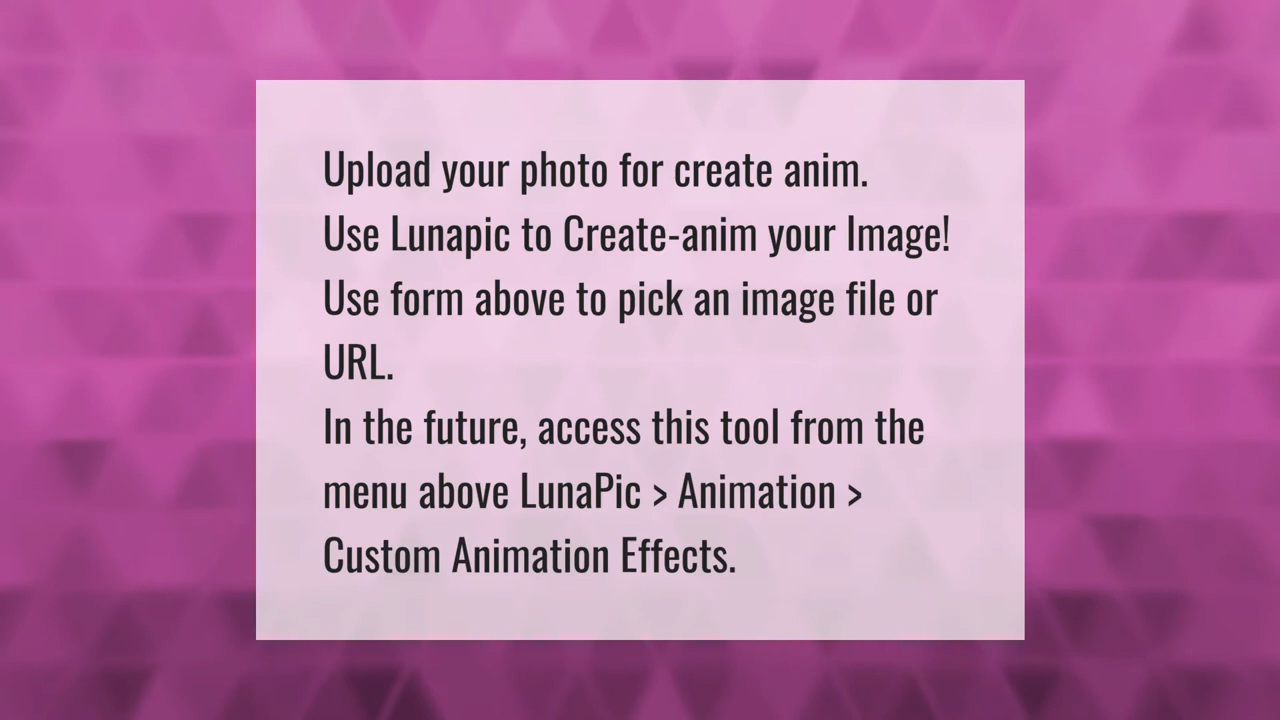 Upload your photo for create anim.
Use Lunapic to Create-anim your Image!
Use form above to pick an image file or
URL.
In the future, access this tool from the
menu above LunaPic > Animation >
Custom Animation Effects.